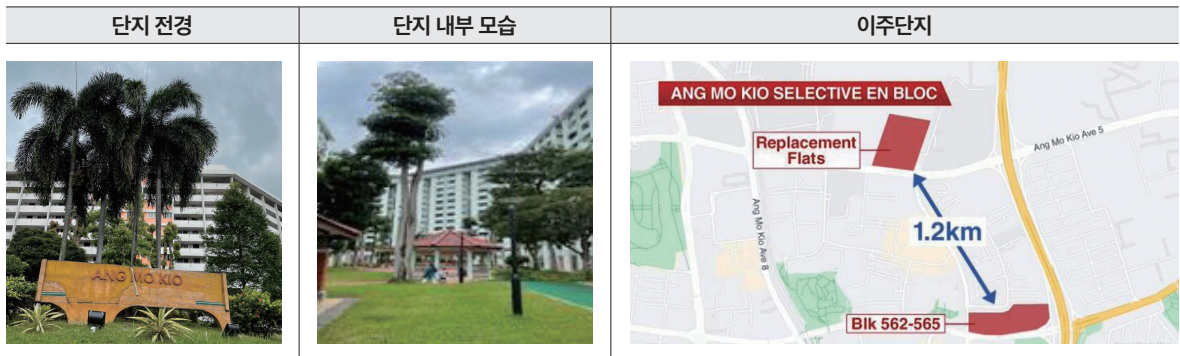 단지 전경
단지 내부 모습
이주단지
ANG MO KIO
ANG MO KIO SELECTIVE EN BLOC
Replacement
Flats
Ang Mo Kio Ave 5
Ang Mo Kio Ave 8
1.2km
Blk 562-565